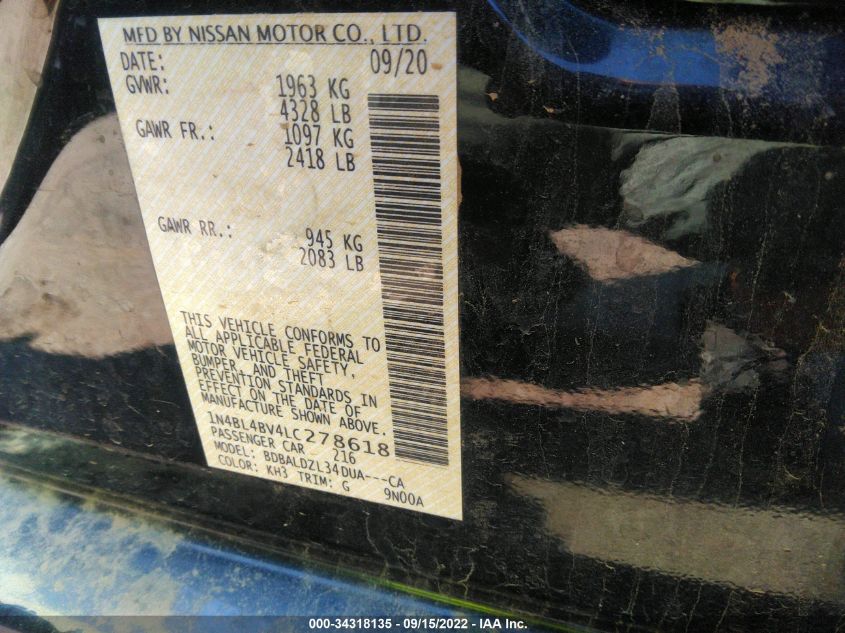 MFD BY NISSAN MOTOR CO., LTD.
DATE: 09/20
GVWR: 1963 KG
4328 LB
GAWR FR.: 1097 KG
2418 LB
GAWR RR.: 945 KG
2083 LB
THIS VEHICLE CONFORMS TO
ALL APPLICABLE FEDERAL
MOTOR VEHICLE SAFETY,
BUMPER, AND THEFT
PREVENTION STANDARDS IN
EFFECT ON THE DATE OF
MANUFACTURE SHOWN ABOVE.
1N4BL4BV4LC278618
PASSENGER CAR 216
MODEL: BDBALDZL34DUA---CA
COLOR: KH3 TRIM: G 9N00A
000-34318135 - 09/15/2022 - IAA Inc.